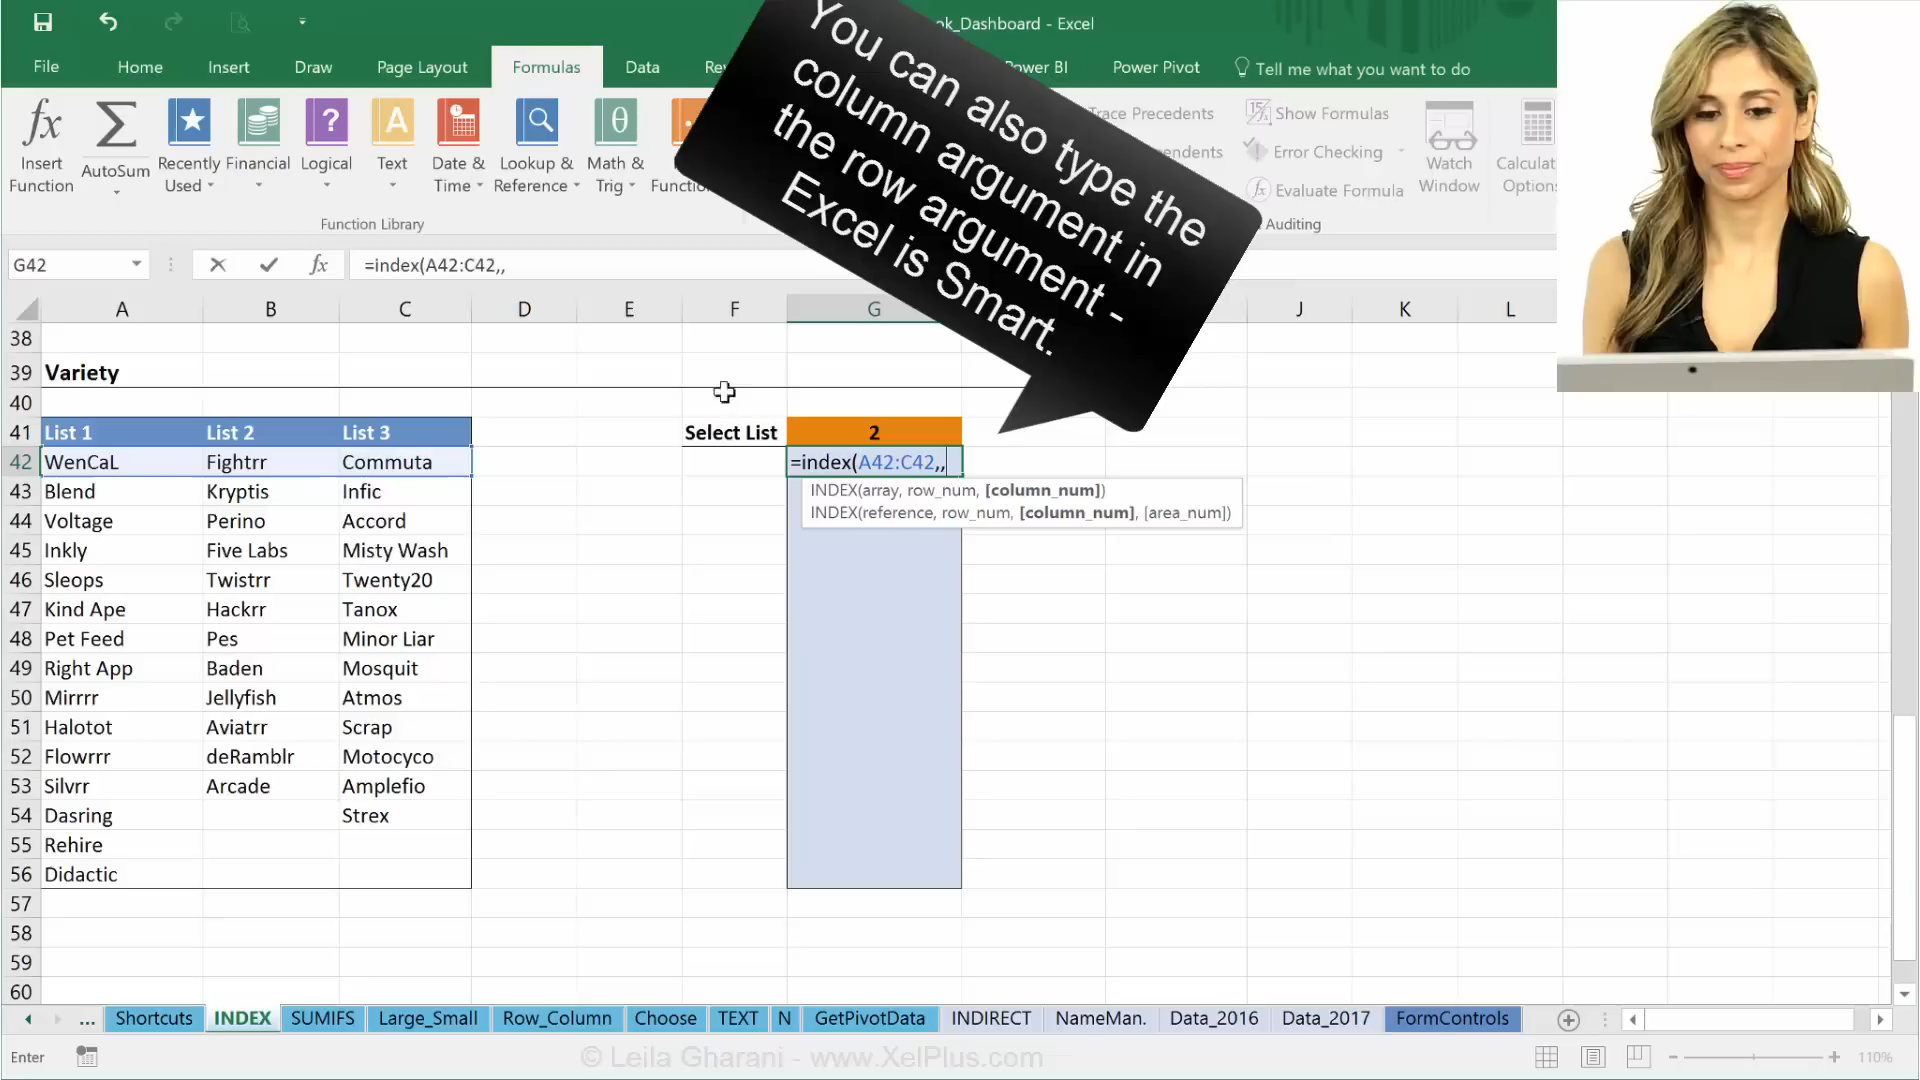 ok_Dashboard - Excel
File Home Insert Draw Page Layout Formulas Data Power BI Power Pivot Tell me what you want to do
You can also type the
column argument in
the row argument -
Excel is Smart.
Insert Function
AutoSum
Recently Used
Financial
Logical
Text
Date & Time
Lookup & Reference
Math & Trig
Trace Precedents
Show Formulas
Error Checking
Evaluate Formula
Watch Window
Function Library
Auditing
G42 fx =index(A42:C42,,
A B C D E F G J K L
38
39 Variety
40
41 List 1 List 2 List 3 Select List 2
42 WenCaL Fightrr Commuta =index(A42:C42,,
43 Blend Kryptis Infic
INDEX(array, row_num, [column_num])
44 Voltage Perino Accord
INDEX(reference, row_num, [column_num], [area_num])
45 Inkly Five Labs Misty Wash
46 Sleops Twistrr Twenty20
47 Kind Ape Hackrr Tanox
48 Pet Feed Pes Minor Liar
49 Right App Baden Mosquit
50 Mirrrr Jellyfish Atmos
51 Halotot Aviatrr Scrap
52 Flowrrr deRamblr Motocyco
53 Silvrr Arcade Amplefio
54 Dasring Strex
55 Rehire
56 Didactic
57
58
59
60
... Shortcuts INDEX SUMIFS Large_Small Row_Column Choose TEXT N GetPivotData INDIRECT NameMan. Data_2016 Data_2017 FormControls
Enter © Leila Gharani - www.XelPlus.com 110%